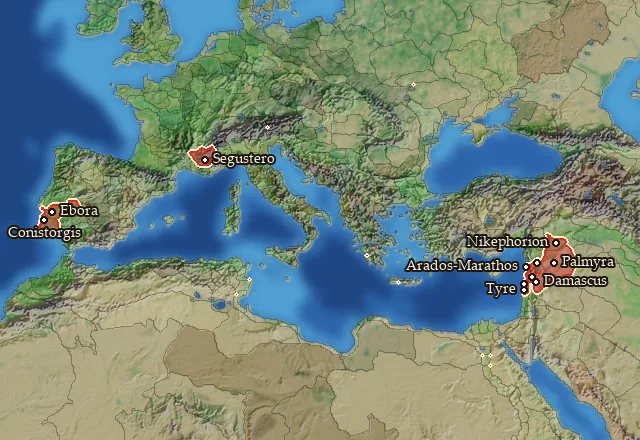 Segustero
Ebora
Conistorgis
Nikephorion
Arados-Marathos
Palmyra
Damascus
Tyre